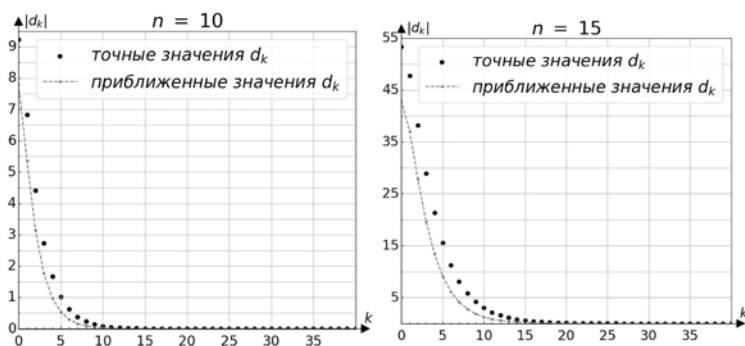 |d_k|
n = 10
9
8
7
6
5
4
3
2
1
0
точные значения d_k
приближенные значения d_k
0 5 10 15 20 25 30 35 k
|d_k|
n = 15
55
45
35
25
15
5
точные значения d_k
приближенные значения d_k
0 5 10 15 20 25 30 35 k